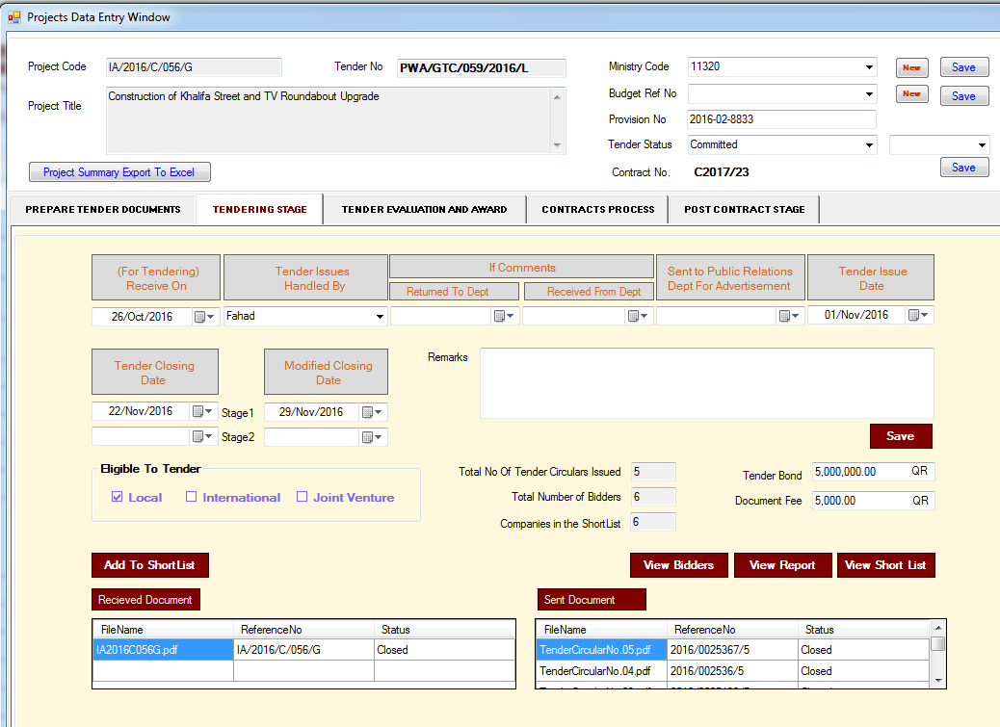 Projects Data Entry Window
Project Code IA/2016/C/056/G Tender No PWA/GTC/059/2016/L Ministry Code 11320 New Save
Budget Ref No New Save
Project Title Construction of Khalifa Street and TV Roundabout Upgrade
Provision No 2016-02-8833
Tender Status Committed
Project Summary Export To Excel Contract No. C2017/23 Save
PREPARE TENDER DOCUMENTS TENDERING STAGE TENDER EVALUATION AND AWARD CONTRACTS PROCESS POST CONTRACT STAGE
(For Tendering) Receive On
Tender Issues Handled By
If Comments
Returned To Dept Received From Dept
Sent to Public Relations Dept For Advertisement
Tender Issue Date
26/Oct/2016 Fahad 01/Nov/2016
Tender Closing Date
Modified Closing Date
Remarks
22/Nov/2016 Stage1 29/Nov/2016
Stage2
Save
Eligible To Tender
Local International Joint Venture
Total No Of Tender Circulars Issued 5
Total Number of Bidders 6
Companies in the ShortList 6
Tender Bond 5,000,000.00 QR
Document Fee 5,000.00 QR
Add To ShortList View Bidders View Report View Short List
Recieved Document
FileName ReferenceNo Status
IA2016C056G.pdf IA/2016/C/056/G Closed
Sent Document
FileName ReferenceNo Status
TenderCircularNo.05.pdf 2016/0025367/5 Closed
TenderCircularNo.04.pdf 2016/002536/5 Closed